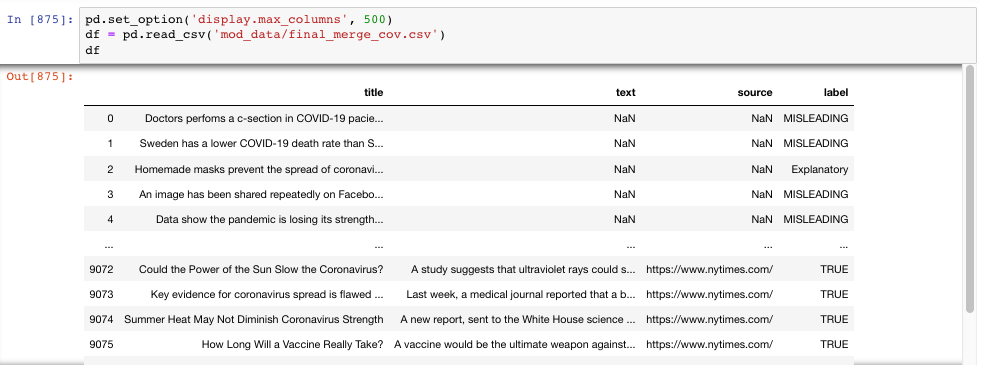 In [875]: pd.set_option('display.max_columns', 500)
df = pd.read_csv('mod_data/final_merge_cov.csv')
df
Out[875]:
title text source label
0 Doctors perfoms a c-section in COVID-19 pacie... NaN NaN MISLEADING
1 Sweden has a lower COVID-19 death rate than S... NaN NaN MISLEADING
2 Homemade masks prevent the spread of coronavi... NaN NaN Explanatory
3 An image has been shared repeatedly on Facebo... NaN NaN MISLEADING
4 Data show the pandemic is losing its strength... NaN NaN MISLEADING
... ... ... ... ...
9072 Could the Power of the Sun Slow the Coronavirus? A study suggests that ultraviolet rays could s... https://www.nytimes.com/ TRUE
9073 Key evidence for coronavirus spread is flawed ... Last week, a medical journal reported that a b... https://www.nytimes.com/ TRUE
9074 Summer Heat May Not Diminish Coronavirus Strength A new report, sent to the White House science ... https://www.nytimes.com/ TRUE
9075 How Long Will a Vaccine Really Take? A vaccine would be the ultimate weapon against... https://www.nytimes.com/ TRUE